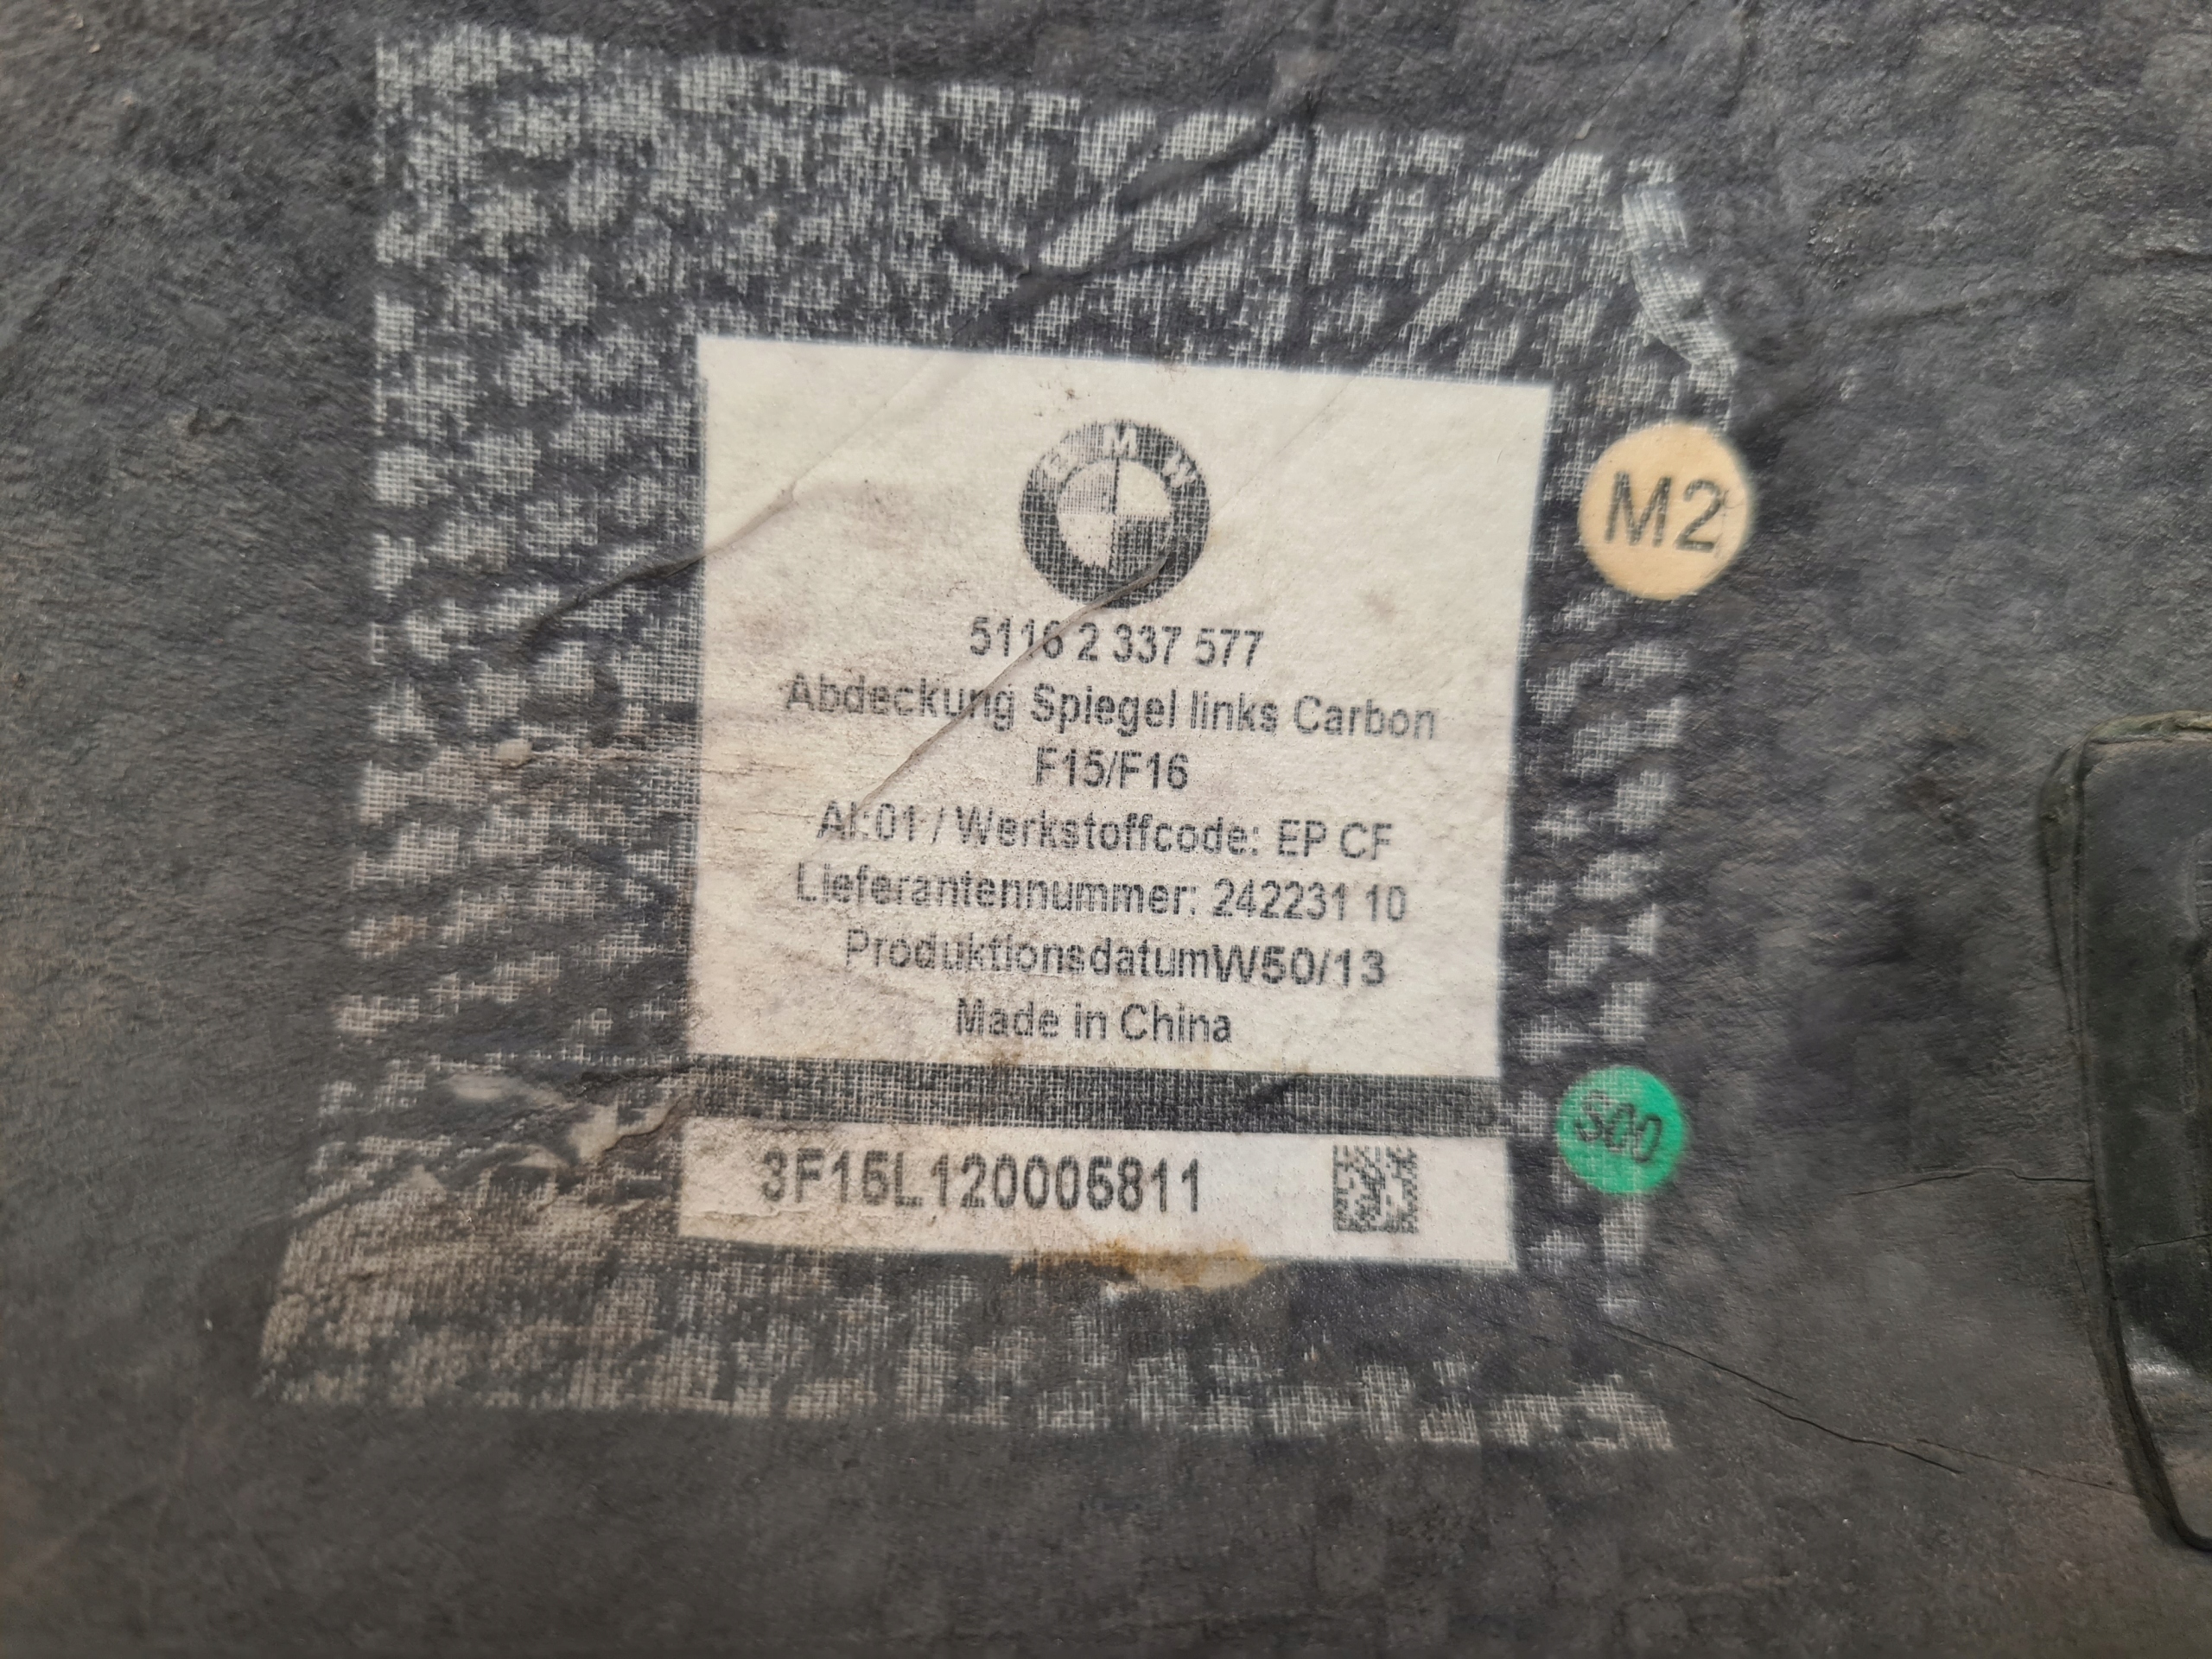 BMW
M2
5116 2 337 577
Abdeckung Spiegel links Carbon
F15/F16
AI:01 / Werkstoffcode: EP CF
Lieferantennummer: 242231 10
ProduktionsdatumW50/13
Made in China
3F15L120005811